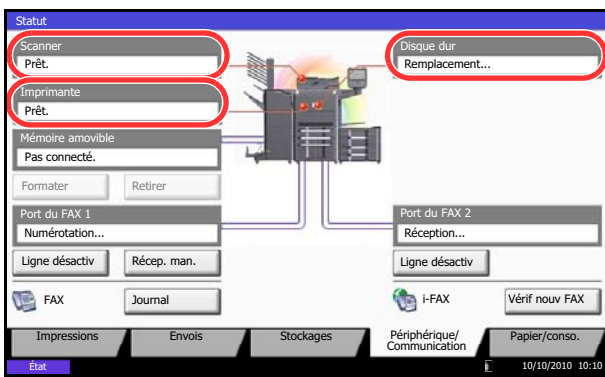 Statut
Scanner
Prêt.
Disque dur
Remplacement...
Imprimante
Prêt.
Mémoire amovible
Pas connecté.
Formater
Retirer
Port du FAX 1
Numérotation...
Port du FAX 2
Réception...
Ligne désactiv
Récep. man.
Ligne désactiv
FAX
Journal
i-FAX
Vérif nouv FAX
Impressions
Envois
Stockages
Périphérique/
Communication
Papier/conso.
État
10/10/2010 10:10